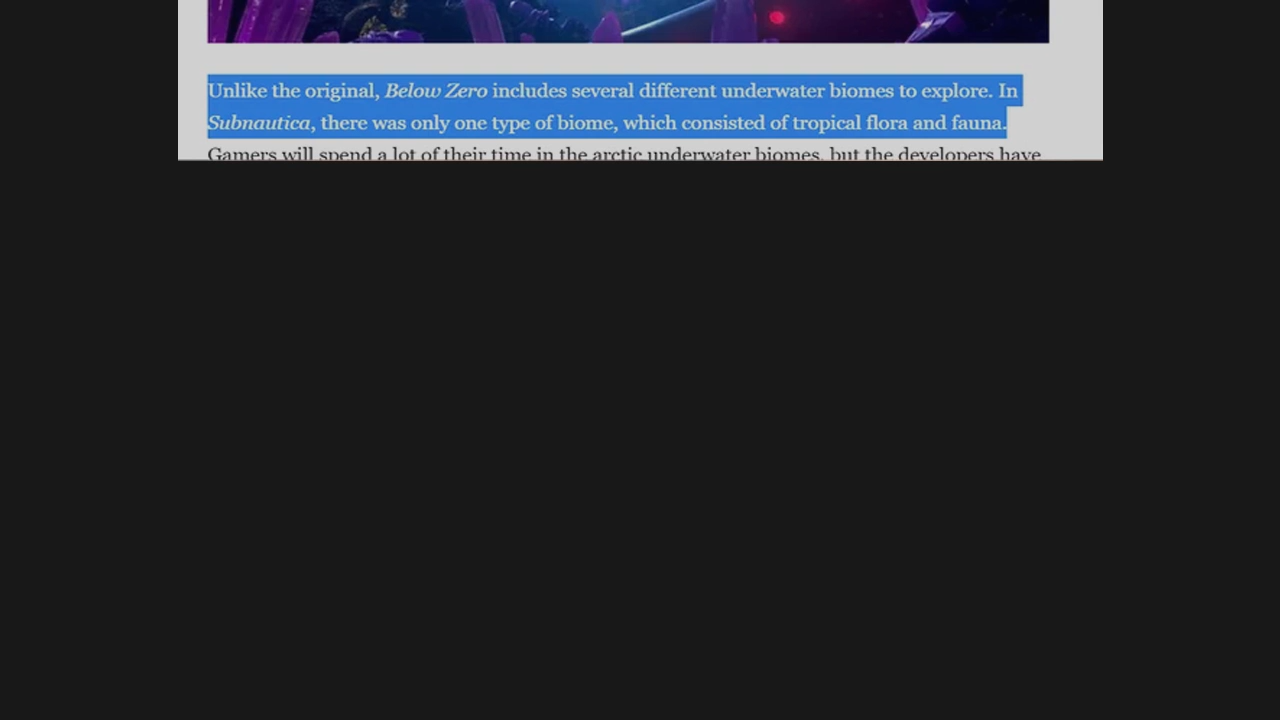 Unlike the original, Below Zero includes several different underwater biomes to explore. In
Subnautica, there was only one type of biome, which consisted of tropical flora and fauna.
Gamers will spend a lot of their time in the arctic underwater biomes, but the developers have